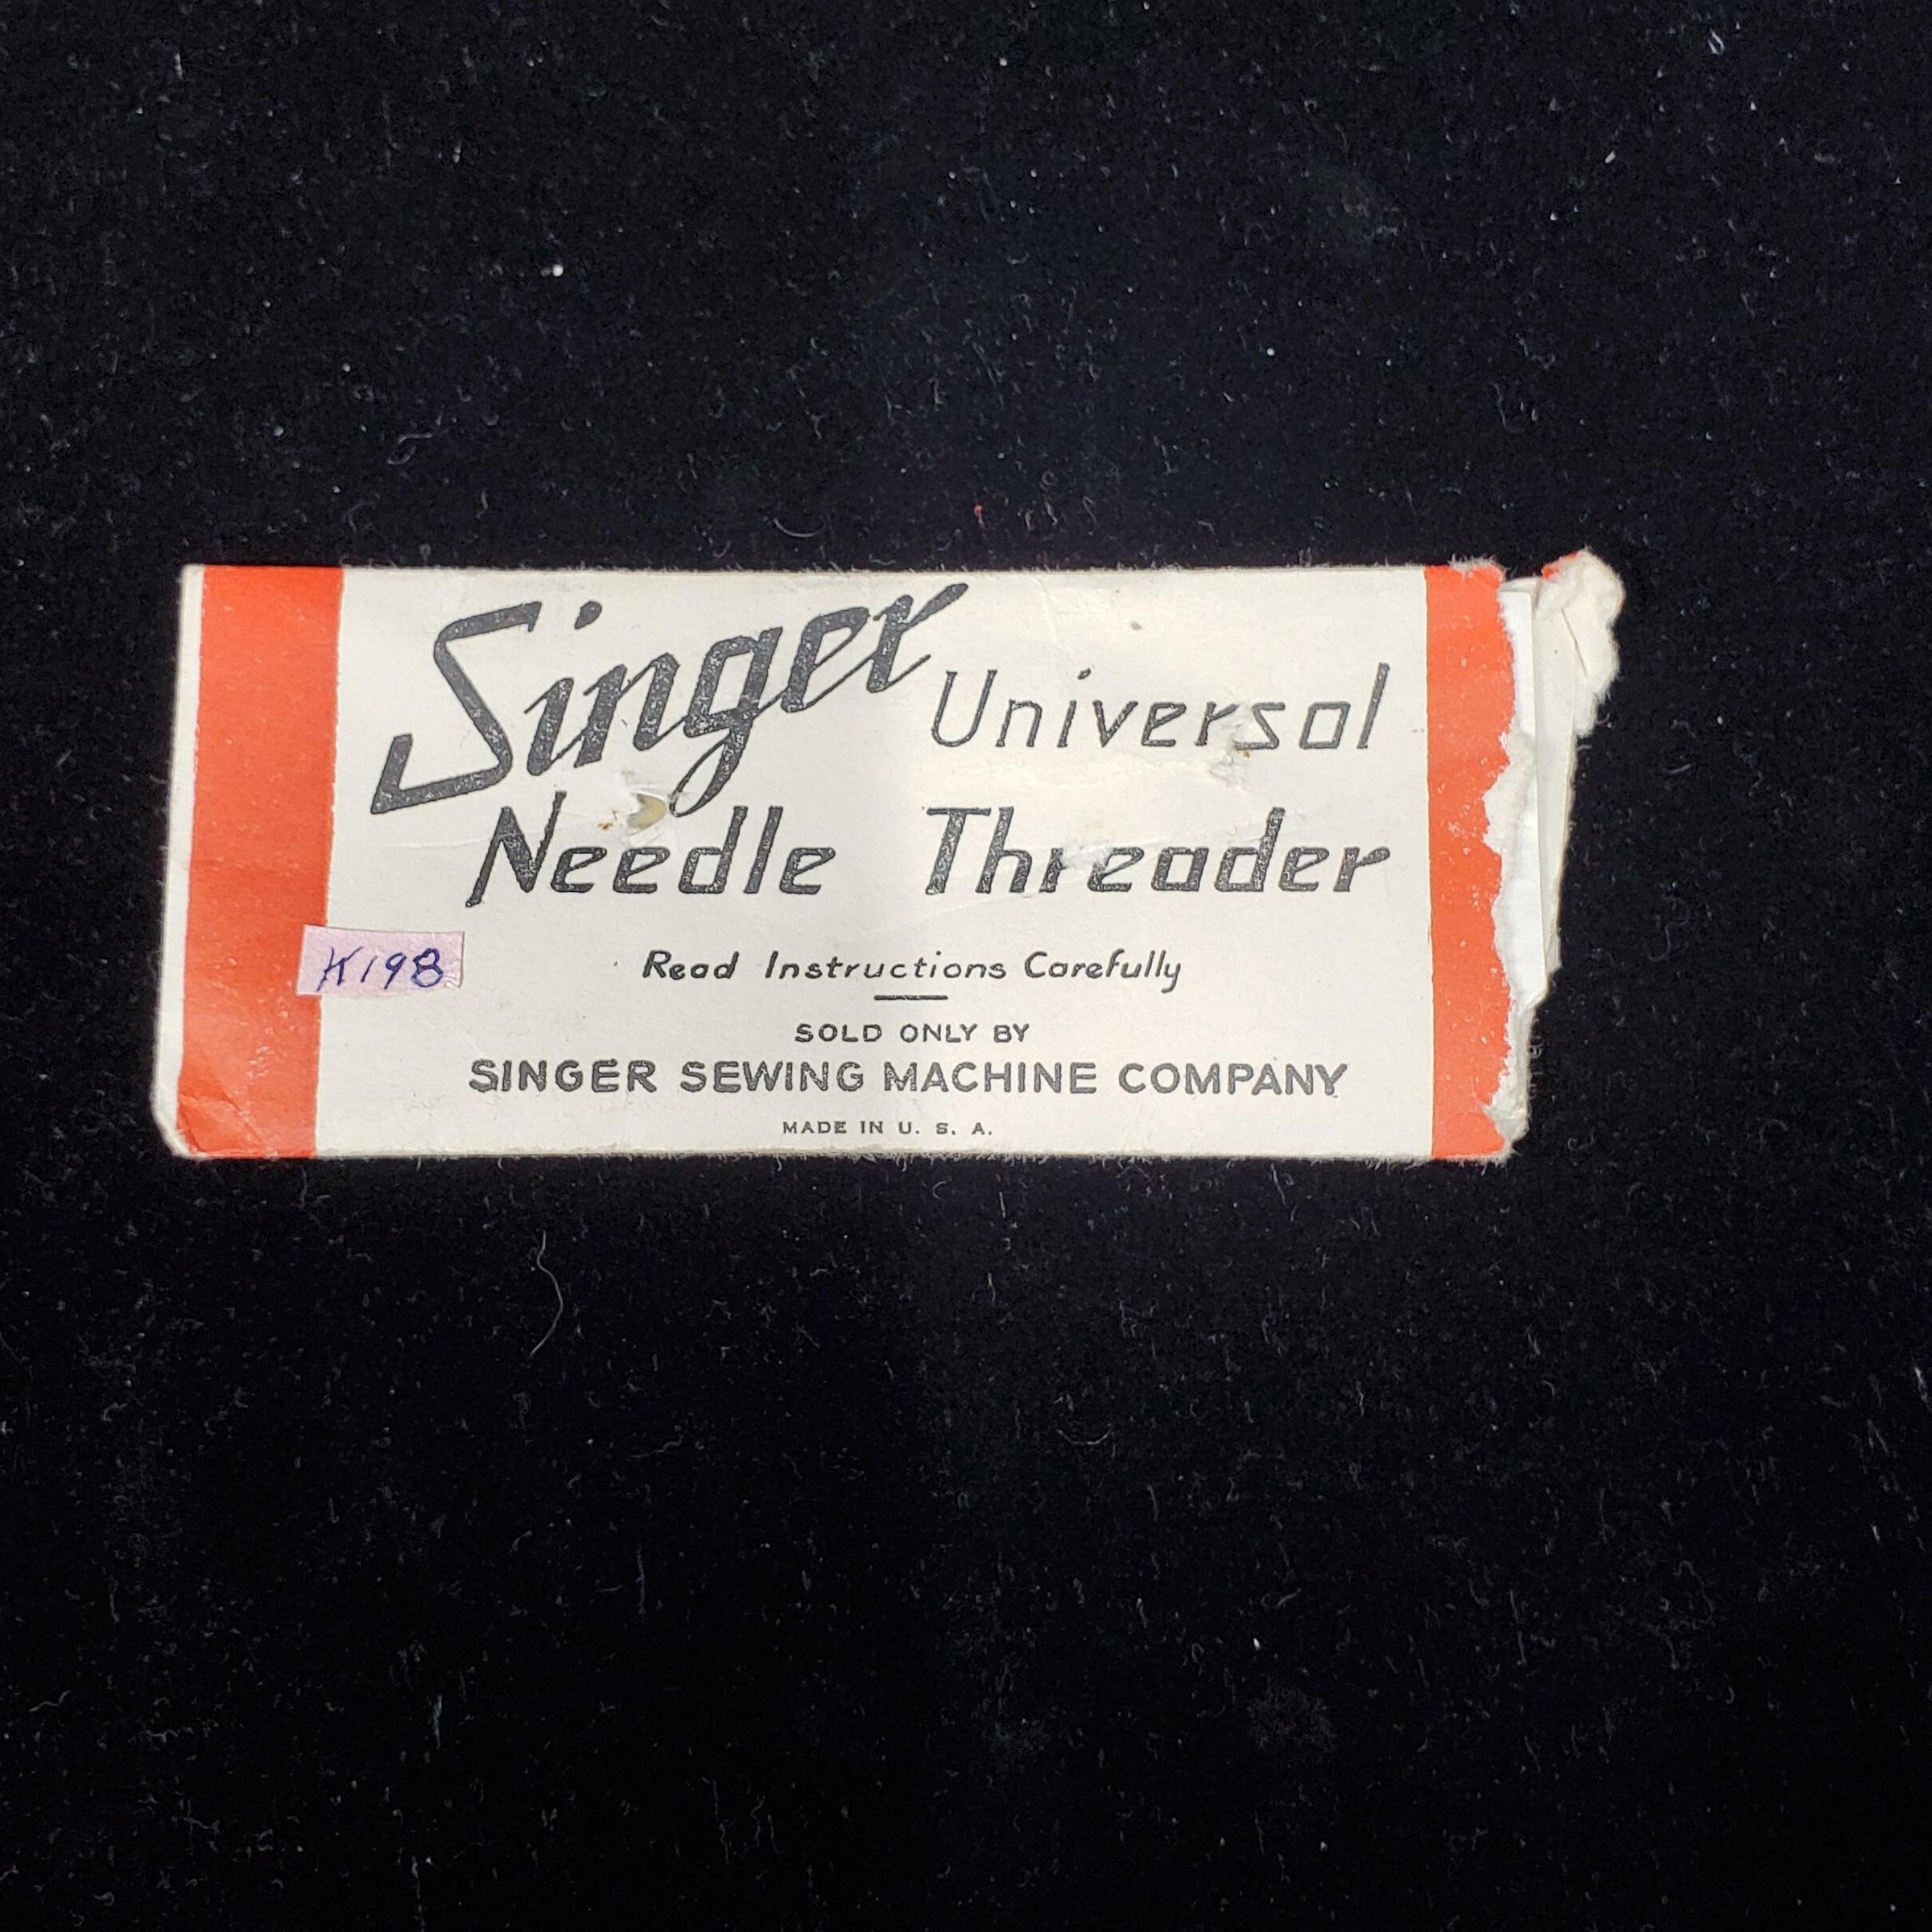 Singer Universal
Needle Threader
K198
Read Instructions Carefully
SOLD ONLY BY
SINGER SEWING MACHINE COMPANY
MADE IN U. S. A.